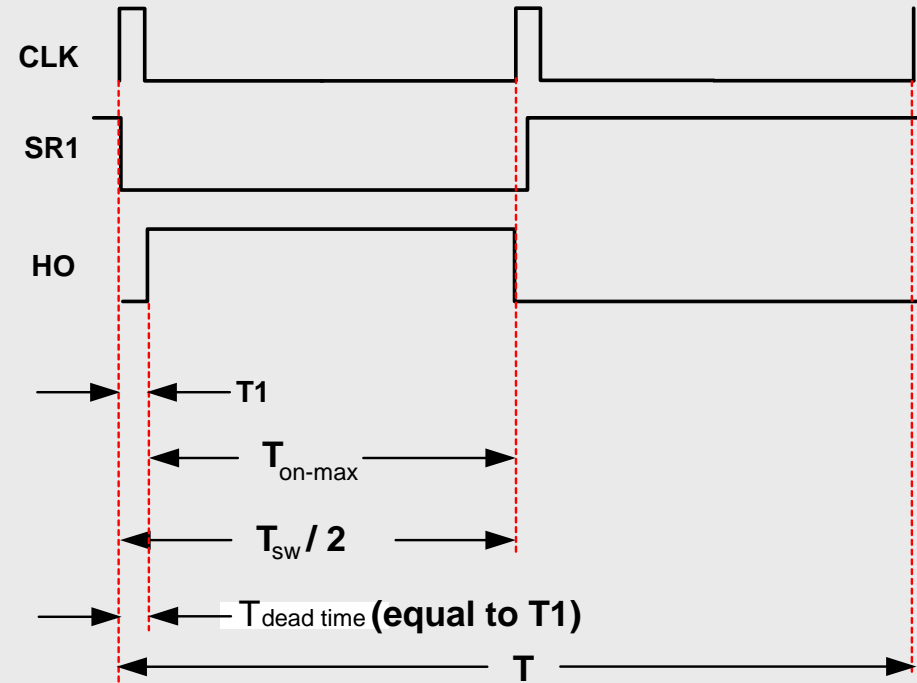 CLK
SR1
HO
T1
Ton-max
Tsw / 2
Tdead time (equal to T1)
T